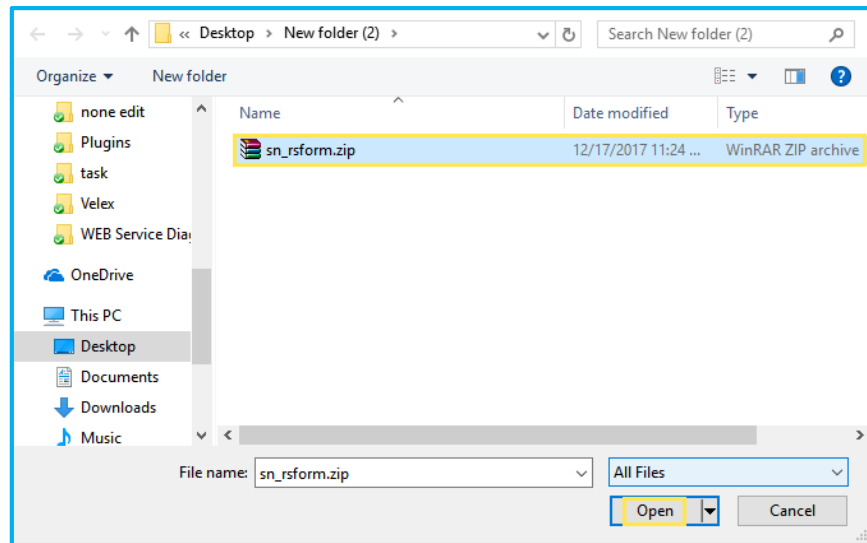 « Desktop > New folder (2) >
Search New folder (2)
Organize
New folder
?
Name
Date modified
Type
sn_rsform.zip
12/17/2017 11:24 ...
WinRAR ZIP archive
none edit
Plugins
task
Velex
WEB Service Dia
OneDrive
This PC
Desktop
Documents
Downloads
Music
File name:
sn_rsform.zip
All Files
Open
Cancel